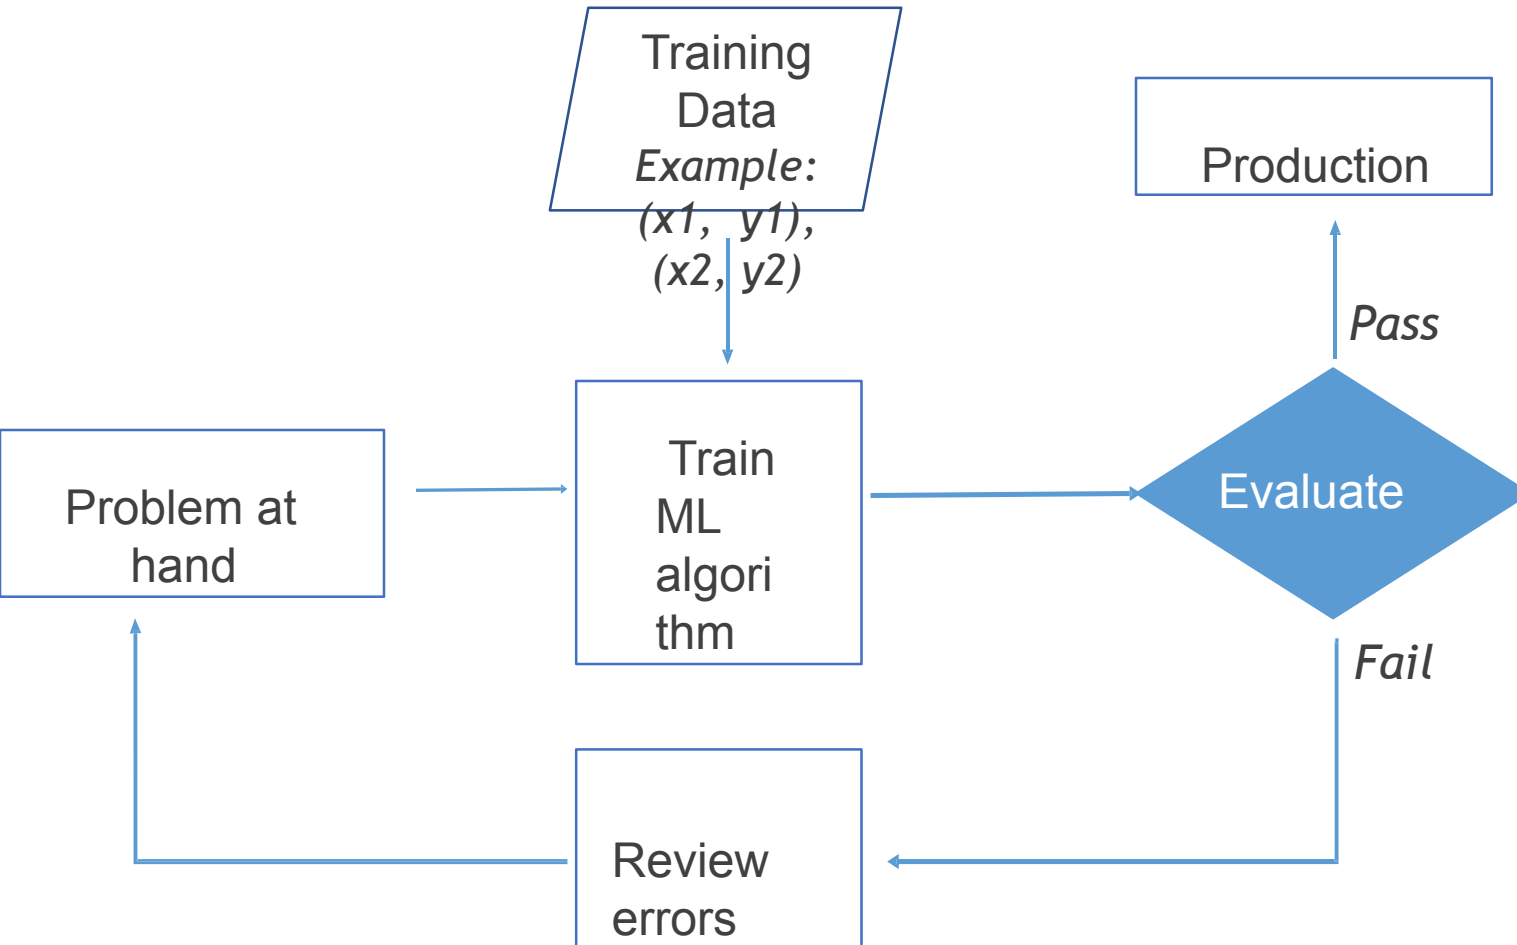 Training
Data
Example:
(x1, y1),
(x2, y2)
Production
Pass
Problem at
hand
Train
ML
algori
thm
Evaluate
Fail
Review
errors